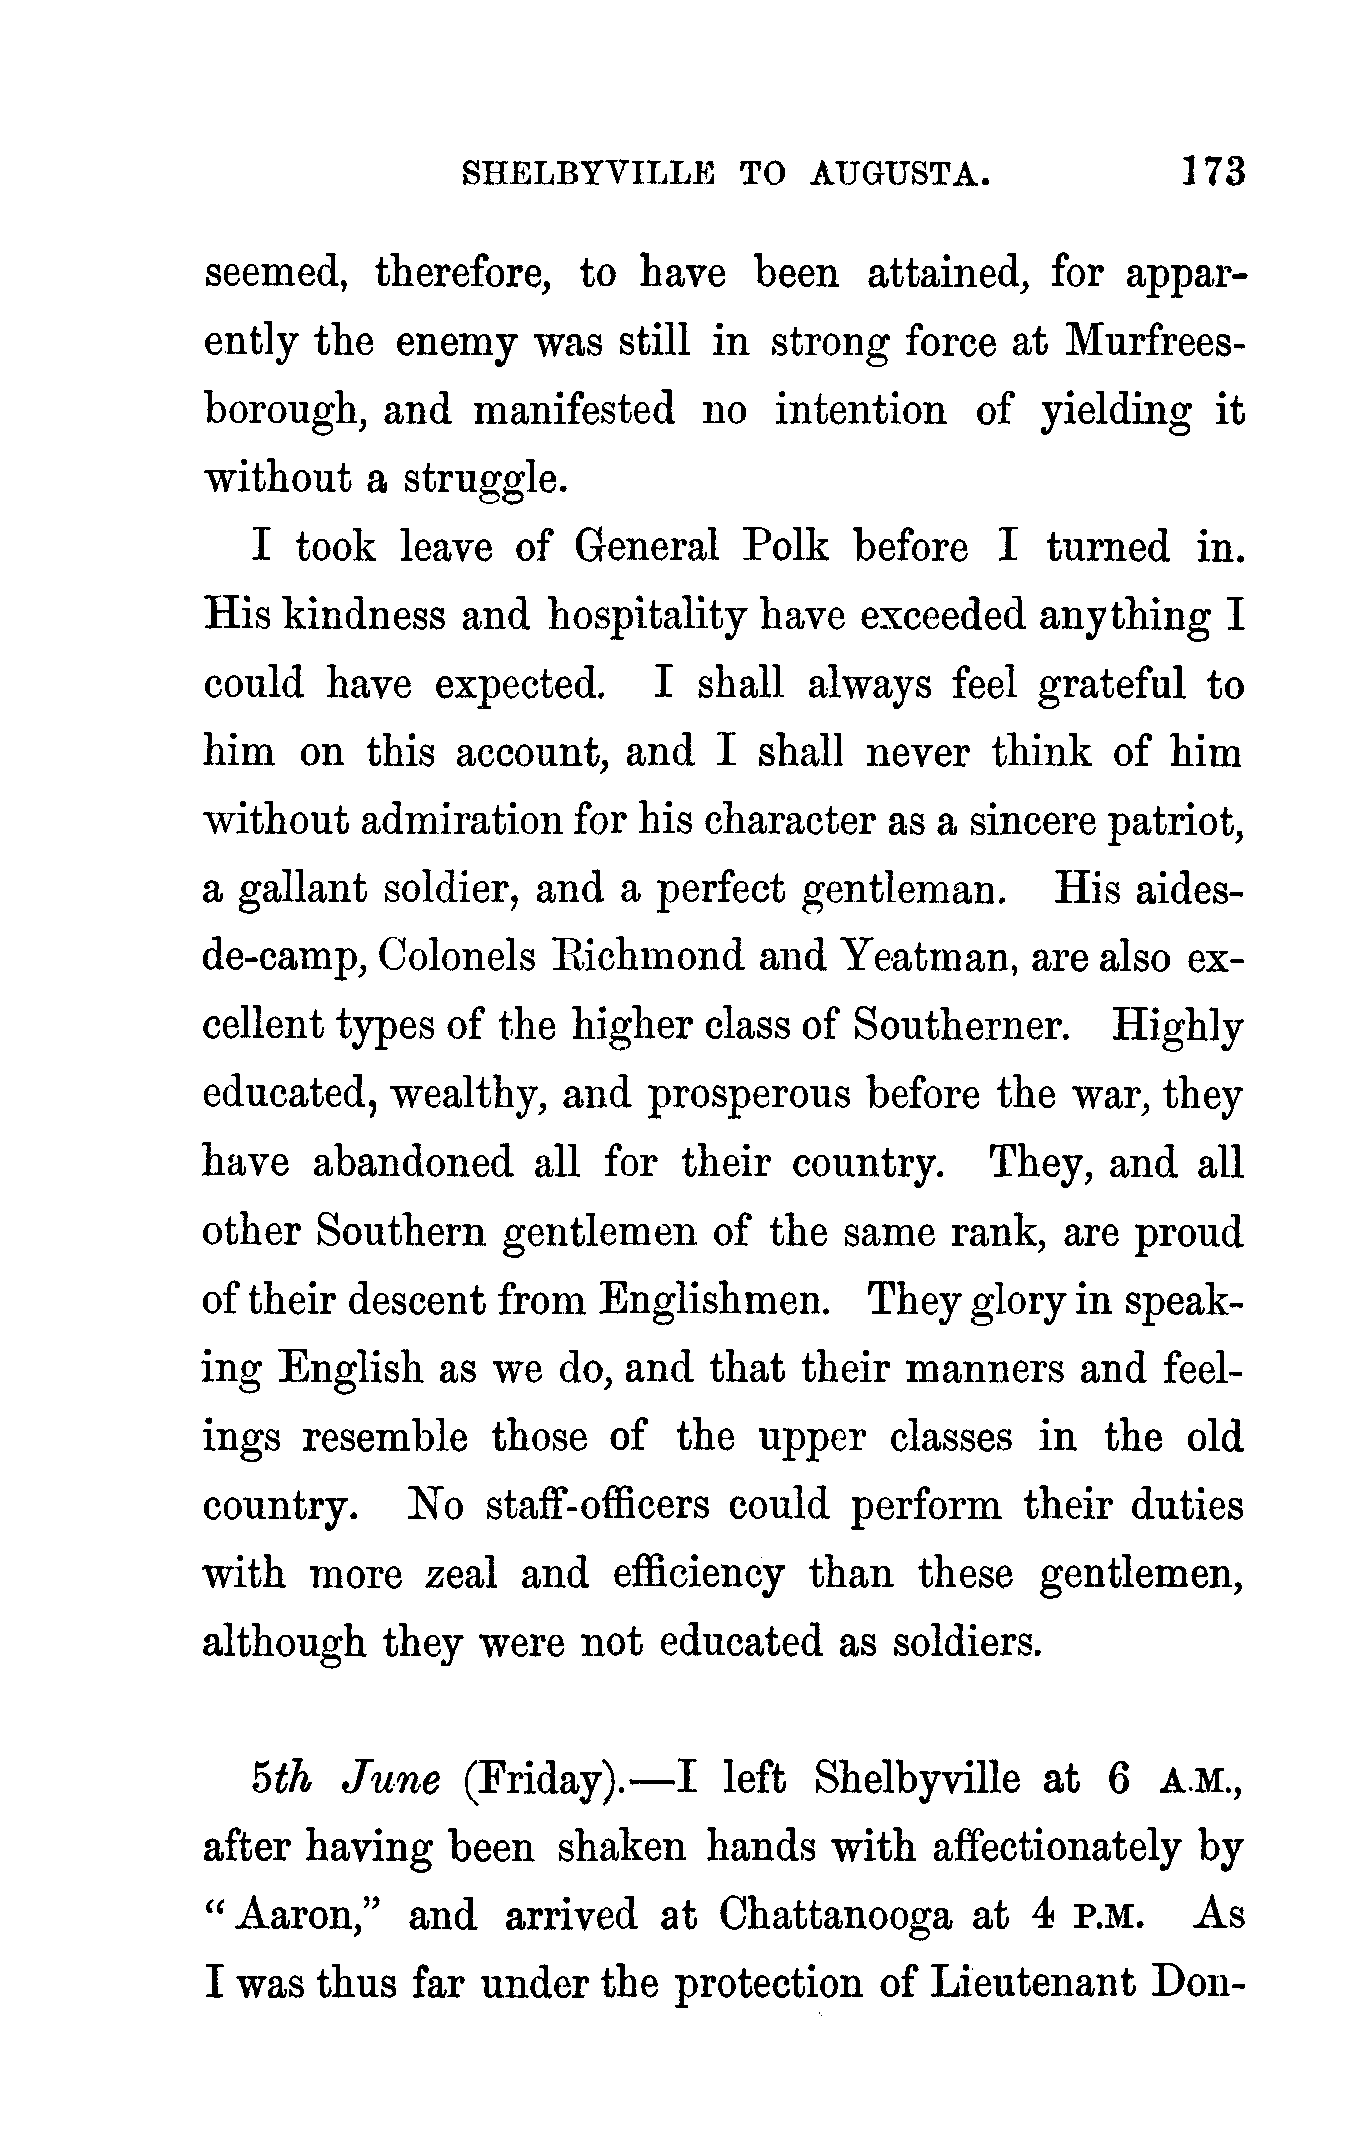 SHELBYVILLE TO AUGUSTA. 173
seemed, therefore, to have been attained, for appar-
ently the enemy was still in strong force at Murfrees-
borough, and manifested no intention of yielding it
without a struggle.
I took leave of General Polk before I turned in.
His kindness and hospitality have exceeded anything I
could have expected. I shall always feel grateful to
him on this account, and I shall never think of him
without admiration for his character as a sincere patriot,
a gallant soldier, and a perfect gentleman. His aides-
de-camp, Colonels Richmond and Yeatman, are also ex-
cellent types of the higher class of Southerner. Highly
educated, wealthy, and prosperous before the war, they
have abandoned all for their country. They, and all
other Southern gentlemen of the same rank, are proud
of their descent from Englishmen. They glory in speak-
ing English as we do, and that their manners and feel-
ings resemble those of the upper classes in the old
country. No staff-officers could perform their duties
with more zeal and efficiency than these gentlemen,
although they were not educated as soldiers.
5th June (Friday).—I left Shelbyville at 6 A.M.,
after having been shaken hands with affectionately by
“Aaron,” and arrived at Chattanooga at 4 P.M. As
I was thus far under the protection of Lieutenant Don-